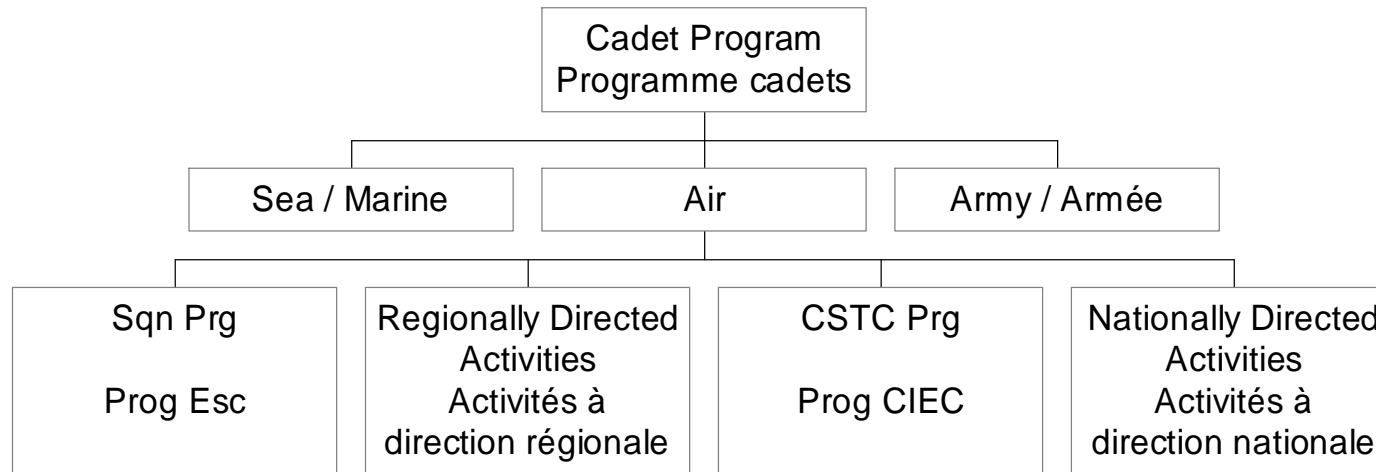 Cadet Program
Programme cadets
Sea / Marine
Air
Army / Armée
Sqn Prg
Prog Esc
Regionally Directed
Activities
Activités à
direction régionale
CSTC Prg
Prog CIEC
Nationally Directed
Activities
Activités à
direction nationale